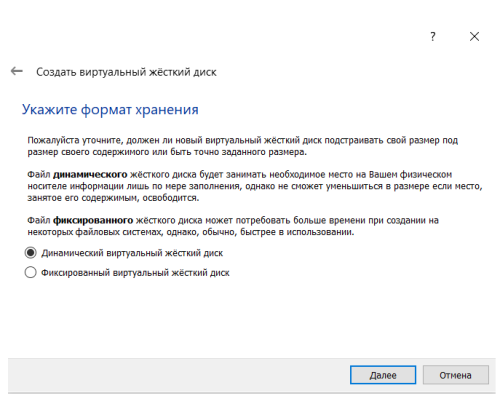 ?
Создать виртуальный жёсткий диск
Укажите формат хранения
Пожалуйста уточните, должен ли новый виртуальный жёсткий диск подстраивать свой размер под
размер своего содержимого или быть точно заданного размера.
Файл динамического жёсткого диска будет занимать необходимое место на Вашем физическом
носителе информации лишь по мере заполнения, однако не сможет уменьшиться в размере если место,
занятое его содержимым, освободится.
Файл фиксированного жёсткого диска может потребовать больше времени при создании на
некоторых файловых системах, однако, обычно, быстрее в использовании.
Динамический виртуальный жёсткий диск
Фиксированный виртуальный жёсткий диск
Далее Отмена